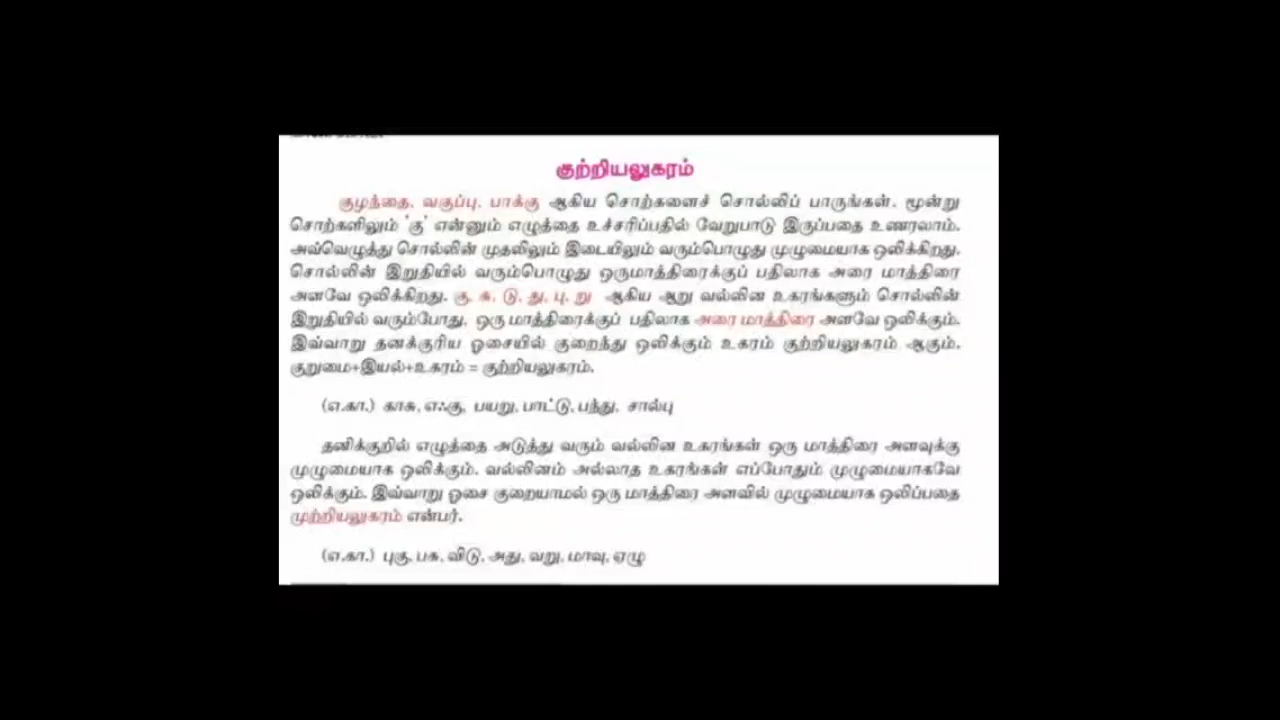 குற்றியலுகரம்
குழந்தை, வகுப்பு, பாக்கு ஆகிய சொற்களைச் சொல்லிப் பாருங்கள். மூன்று
சொற்களிலும் 'கு' என்னும் எழுத்தை உச்சரிப்பதில் வேறுபாடு இருப்பதை உணரலாம்.
அவ்வெழுத்து சொல்லின் முதலிலும் இடையிலும் வரும்பொழுது முழுமையாக ஒலிக்கிறது.
சொல்லின் இறுதியில் வரும்பொழுது ஒருமாத்திரைக்குப் பதிலாக அரை மாத்திரை
அளவே ஒலிக்கிறது. கு, சு, டு, து, பு, று ஆகிய ஆறு வல்லின உகரங்களும் சொல்லின்
இறுதியில் வரும்போது, ஒரு மாத்திரைக்குப் பதிலாக அரை மாத்திரை அளவே ஒலிக்கும்.
இவ்வாறு தனக்குரிய ஓசையில் குறைந்து ஒலிக்கும் உகரம் குற்றியலுகரம் ஆகும்.
குறுமை+இயல்+உகரம் = குற்றியலுகரம்.
(எ.கா.) காசு, எஃகு, பயறு, பாட்டு, பந்து, சால்பு
தனிக்குறில் எழுத்தை அடுத்து வரும் வல்லின உகரங்கள் ஒரு மாத்திரை அளவுக்கு
முழுமையாக ஒலிக்கும். வல்லினம் அல்லாத உகரங்கள் எப்போதும் முழுமையாகவே
ஒலிக்கும். இவ்வாறு ஓசை குறையாமல் ஒரு மாத்திரை அளவில் முழுமையாக ஒலிப்பதை
முற்றியலுகரம் என்பர்.
(எ.கா.) புகு, பசு, விடு, அது, வறு, மாவு, ஏழு